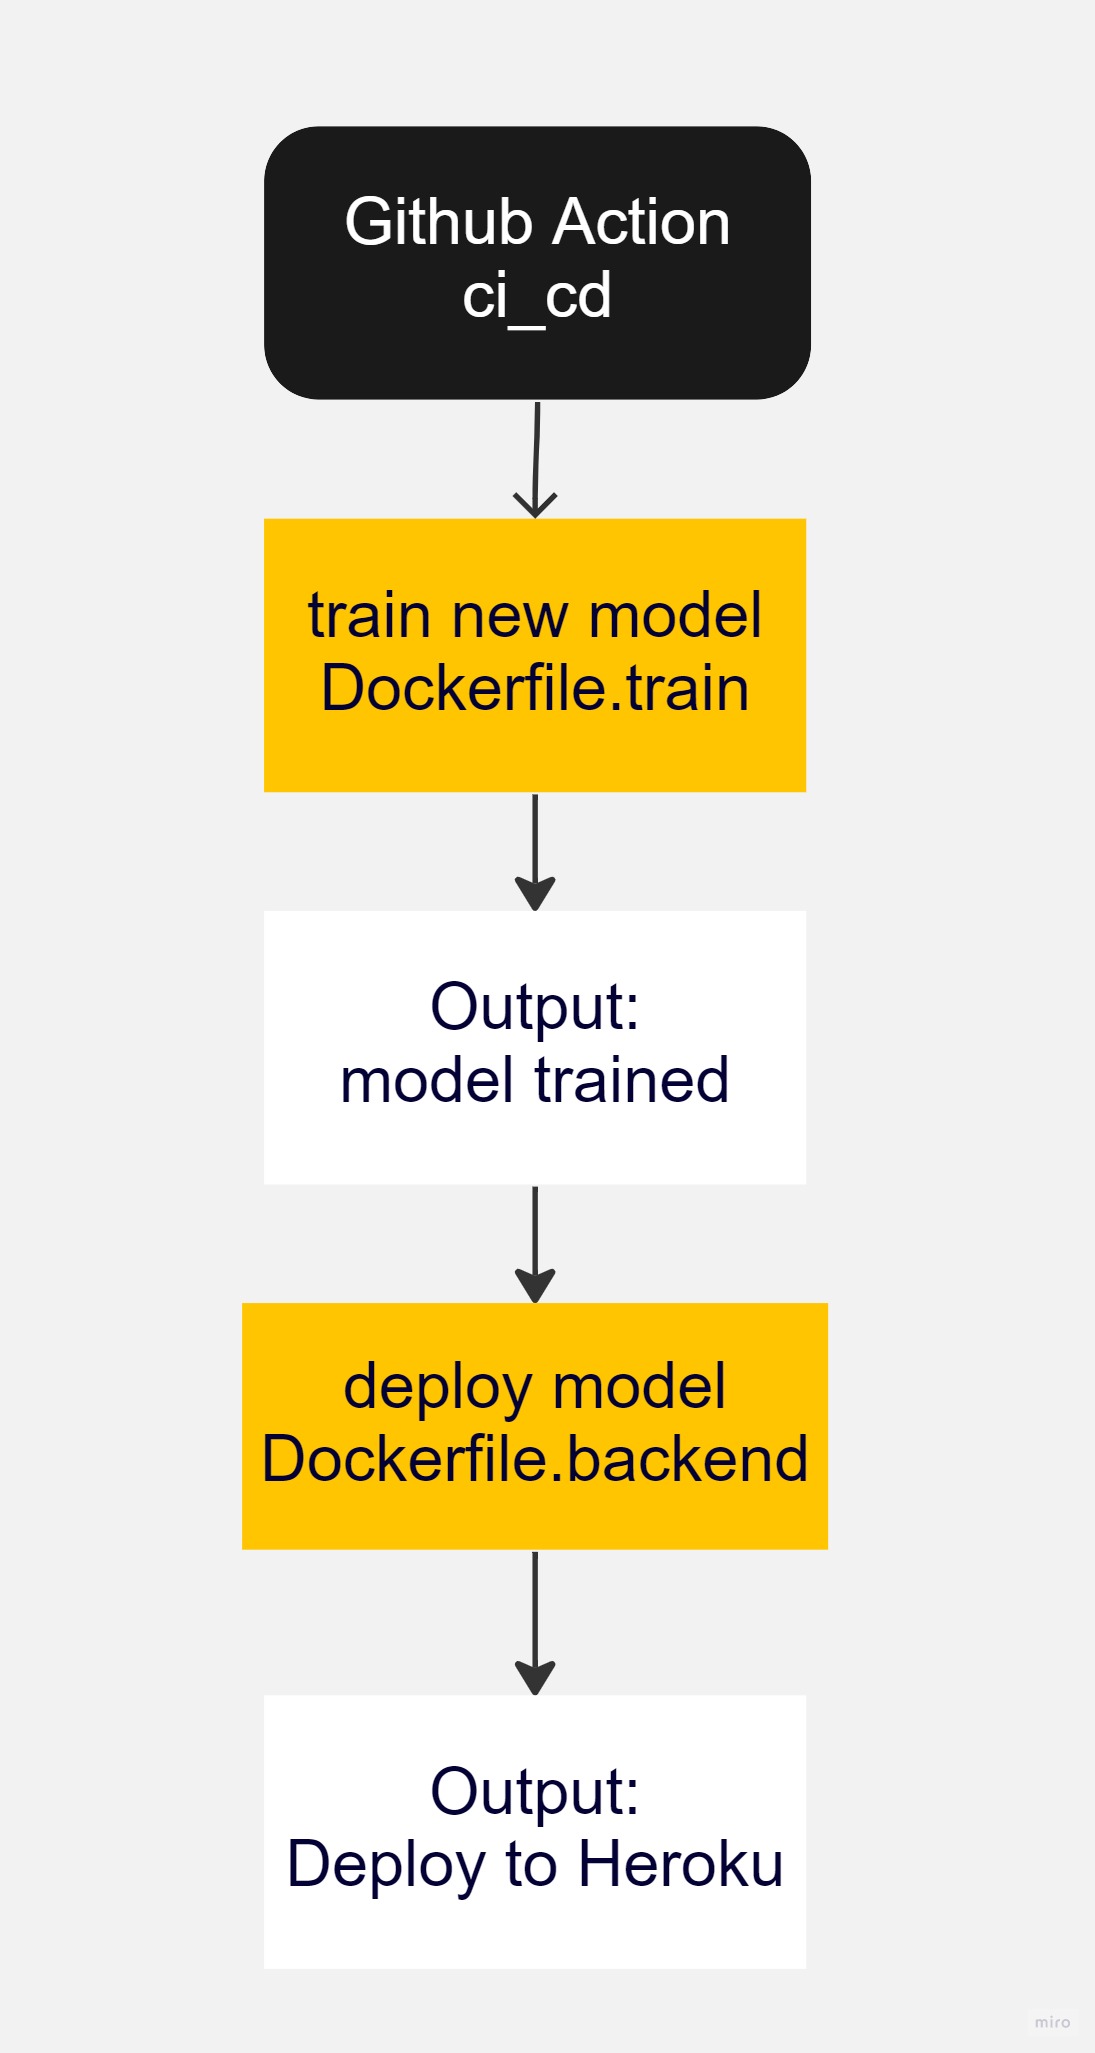 Github Action
ci_cd
train new model
Dockerfile.train
Output:
model trained
deploy model
Dockerfile.backend
Output:
Deploy to Heroku
miro